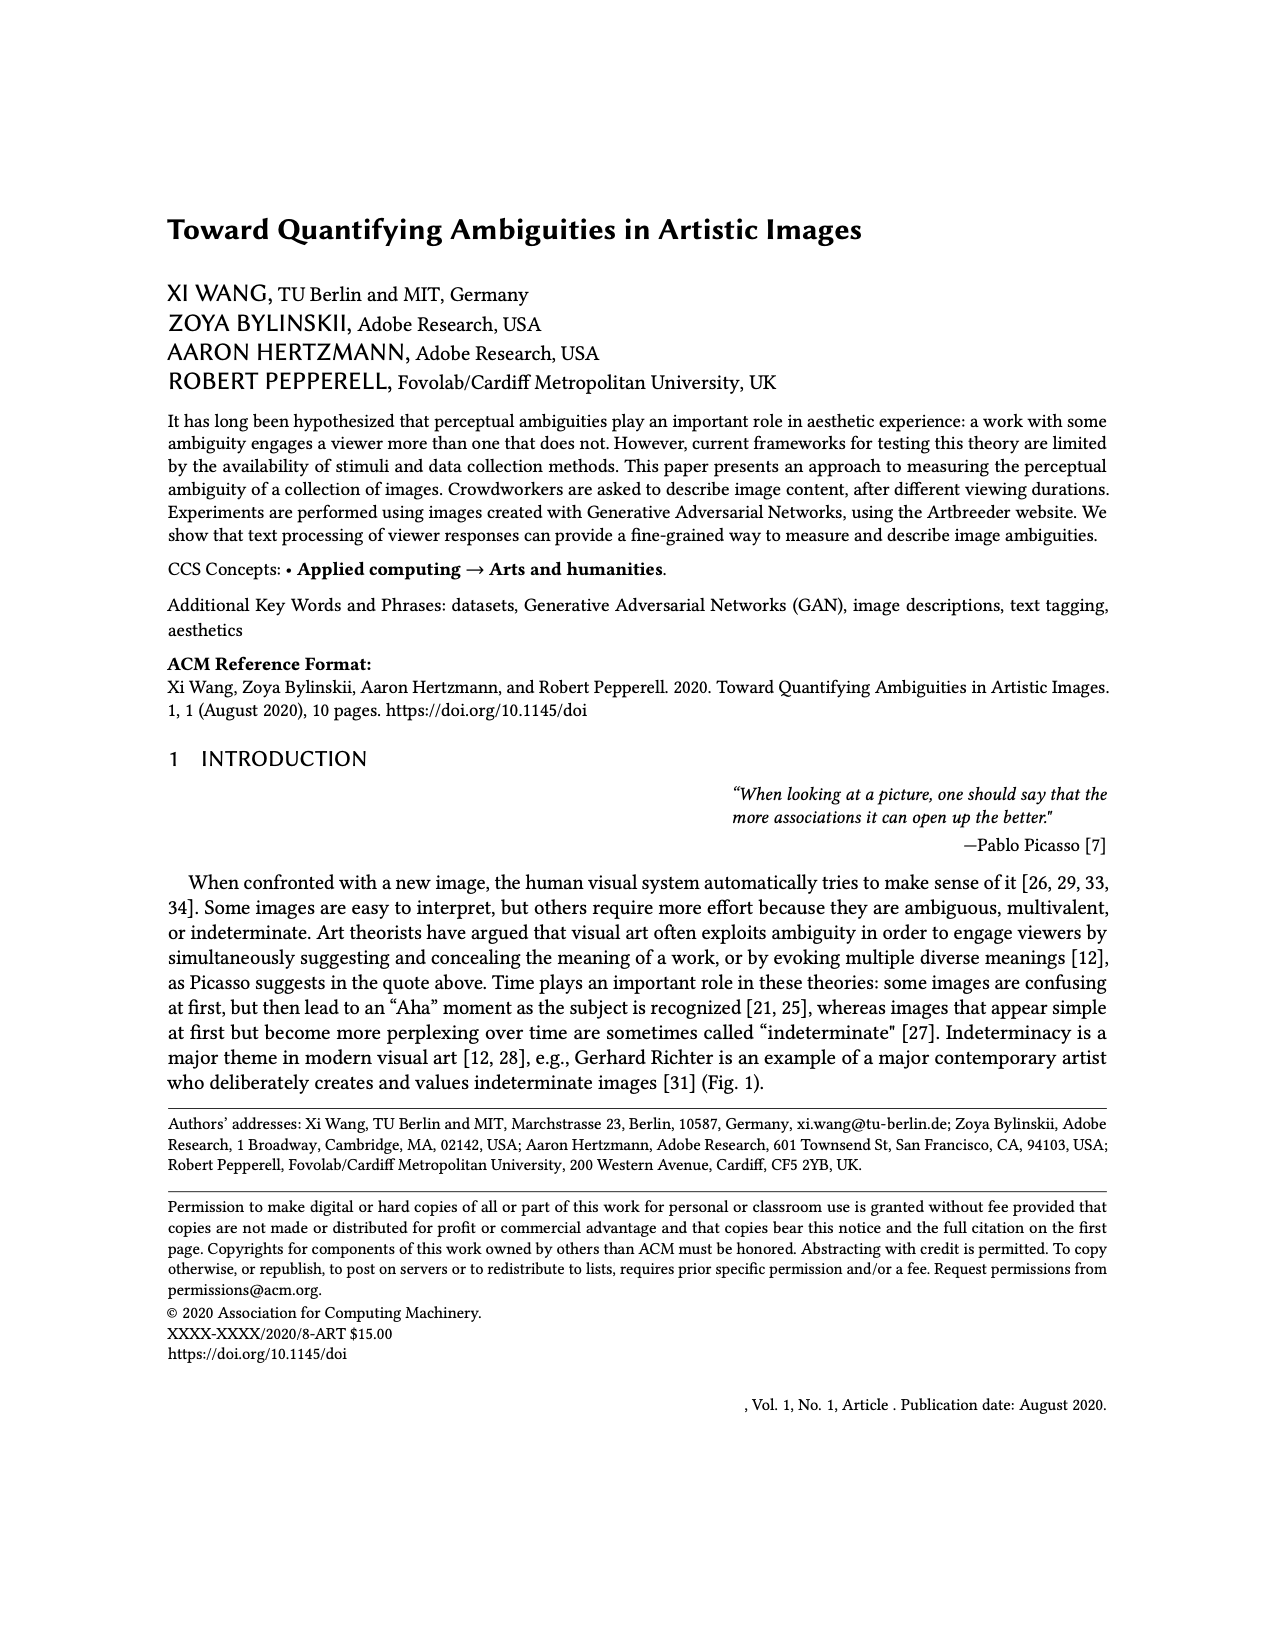 Toward Quantifying Ambiguities in Artistic Images
XI WANG, TU Berlin and MIT, Germany
ZOYA BYLINSKII, Adobe Research, USA
AARON HERTZMANN, Adobe Research, USA
ROBERT PEPPERELL, Fovolab/Cardiff Metropolitan University, UK
It has long been hypothesized that perceptual ambiguities play an important role in aesthetic experience: a work with some
ambiguity engages a viewer more than one that does not. However, current frameworks for testing this theory are limited
by the availability of stimuli and data collection methods. This paper presents an approach to measuring the perceptual
ambiguity of a collection of images. Crowdworkers are asked to describe image content, after different viewing durations.
Experiments are performed using images created with Generative Adversarial Networks, using the Artbreeder website. We
show that text processing of viewer responses can provide a fine-grained way to measure and describe image ambiguities.
CCS Concepts: • Applied computing → Arts and humanities.
Additional Key Words and Phrases: datasets, Generative Adversarial Networks (GAN), image descriptions, text tagging,
aesthetics
ACM Reference Format:
Xi Wang, Zoya Bylinskii, Aaron Hertzmann, and Robert Pepperell. 2020. Toward Quantifying Ambiguities in Artistic Images.
1, 1 (August 2020), 10 pages. https://doi.org/10.1145/doi
1 INTRODUCTION
“When looking at a picture, one should say that the
more associations it can open up the better."
—Pablo Picasso [7]
When confronted with a new image, the human visual system automatically tries to make sense of it [26, 29, 33,
34]. Some images are easy to interpret, but others require more effort because they are ambiguous, multivalent,
or indeterminate. Art theorists have argued that visual art often exploits ambiguity in order to engage viewers by
simultaneously suggesting and concealing the meaning of a work, or by evoking multiple diverse meanings [12],
as Picasso suggests in the quote above. Time plays an important role in these theories: some images are confusing
at first, but then lead to an “Aha” moment as the subject is recognized [21, 25], whereas images that appear simple
at first but become more perplexing over time are sometimes called “indeterminate" [27]. Indeterminacy is a
major theme in modern visual art [12, 28], e.g., Gerhard Richter is an example of a major contemporary artist
who deliberately creates and values indeterminate images [31] (Fig. 1).
Authors’ addresses: Xi Wang, TU Berlin and MIT, Marchstrasse 23, Berlin, 10587, Germany, xi.wang@tu-berlin.de; Zoya Bylinskii, Adobe
Research, 1 Broadway, Cambridge, MA, 02142, USA; Aaron Hertzmann, Adobe Research, 601 Townsend St, San Francisco, CA, 94103, USA;
Robert Pepperell, Fovolab/Cardiff Metropolitan University, 200 Western Avenue, Cardiff, CF5 2YB, UK.
Permission to make digital or hard copies of all or part of this work for personal or classroom use is granted without fee provided that
copies are not made or distributed for profit or commercial advantage and that copies bear this notice and the full citation on the first
page. Copyrights for components of this work owned by others than ACM must be honored. Abstracting with credit is permitted. To copy
otherwise, or republish, to post on servers or to redistribute to lists, requires prior specific permission and/or a fee. Request permissions from
permissions@acm.org.
© 2020 Association for Computing Machinery.
XXXX-XXXX/2020/8-ART $15.00
https://doi.org/10.1145/doi
, Vol. 1, No. 1, Article . Publication date: August 2020.